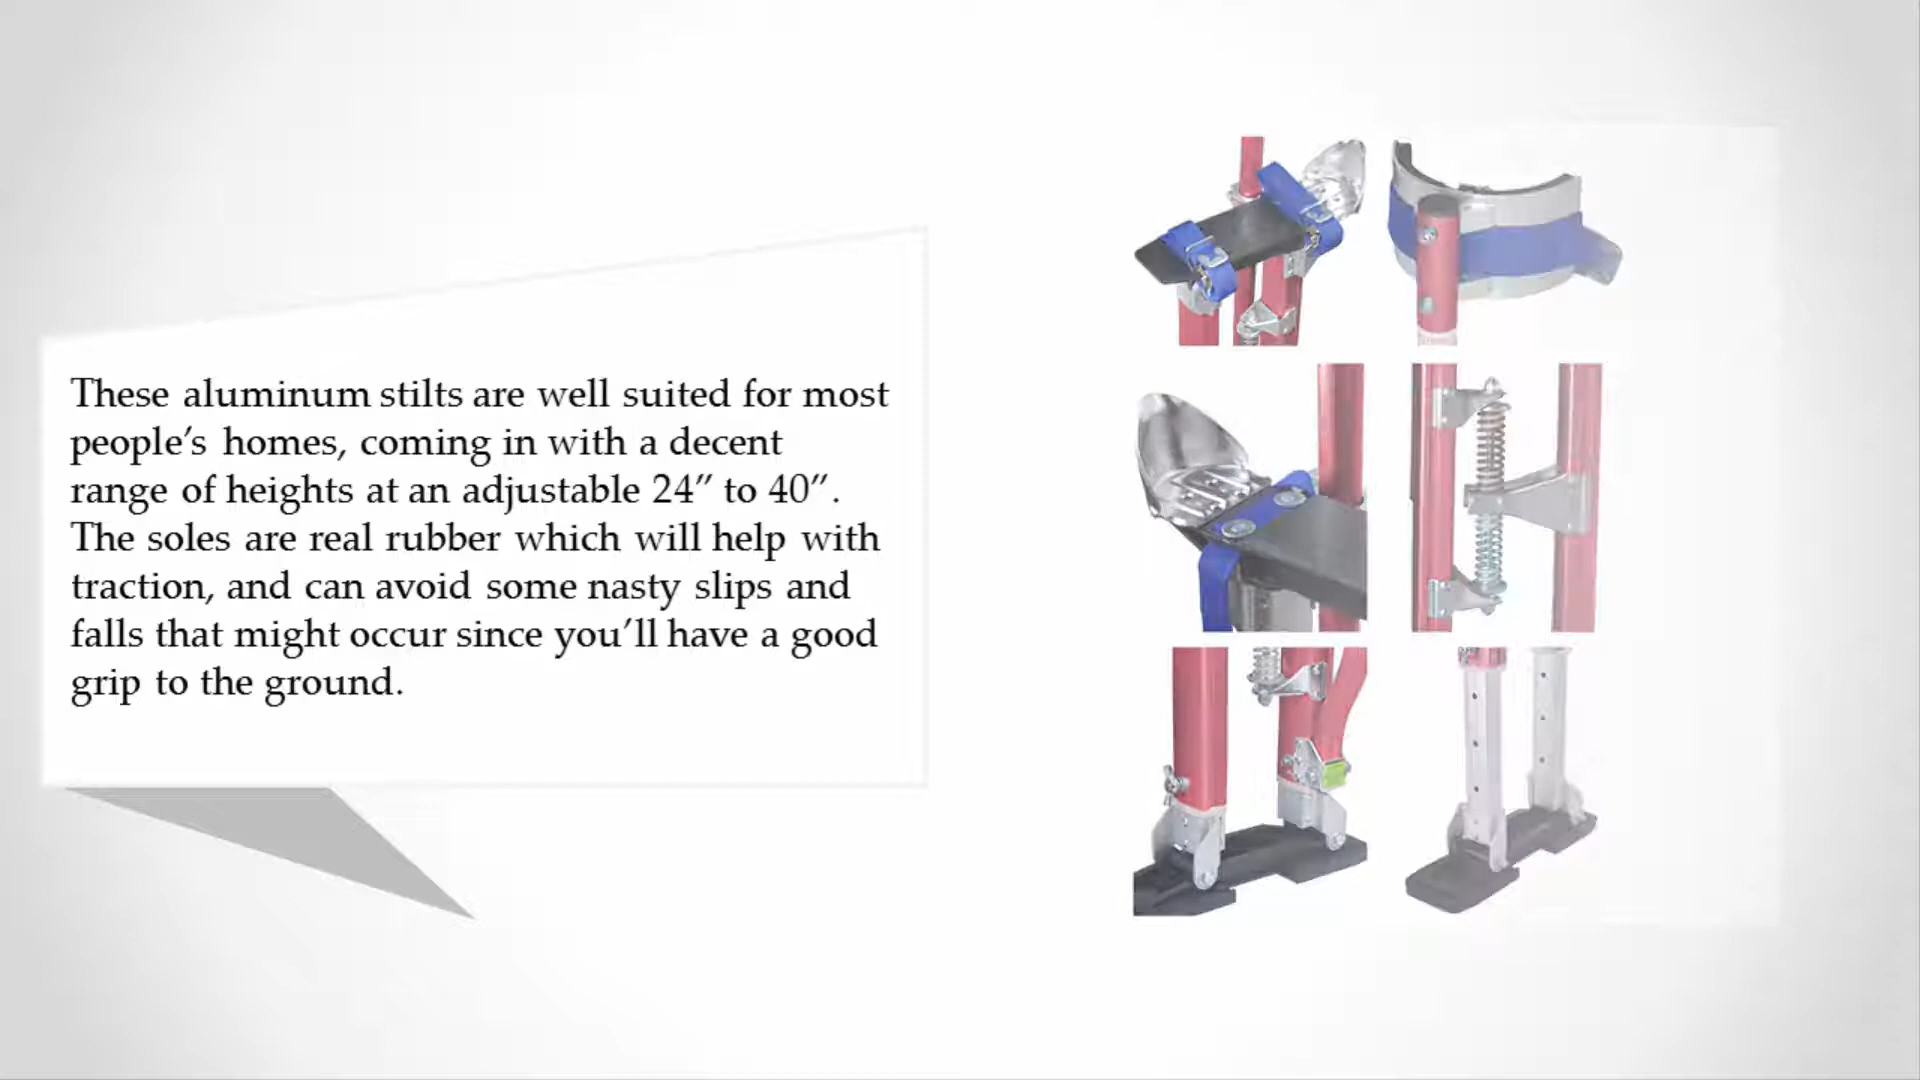 These aluminum stilts are well suited for most
people’s homes, coming in with a decent
range of heights at an adjustable 24” to 40”.
The soles are real rubber which will help with
traction, and can avoid some nasty slips and
falls that might occur since you’ll have a good
grip to the ground.